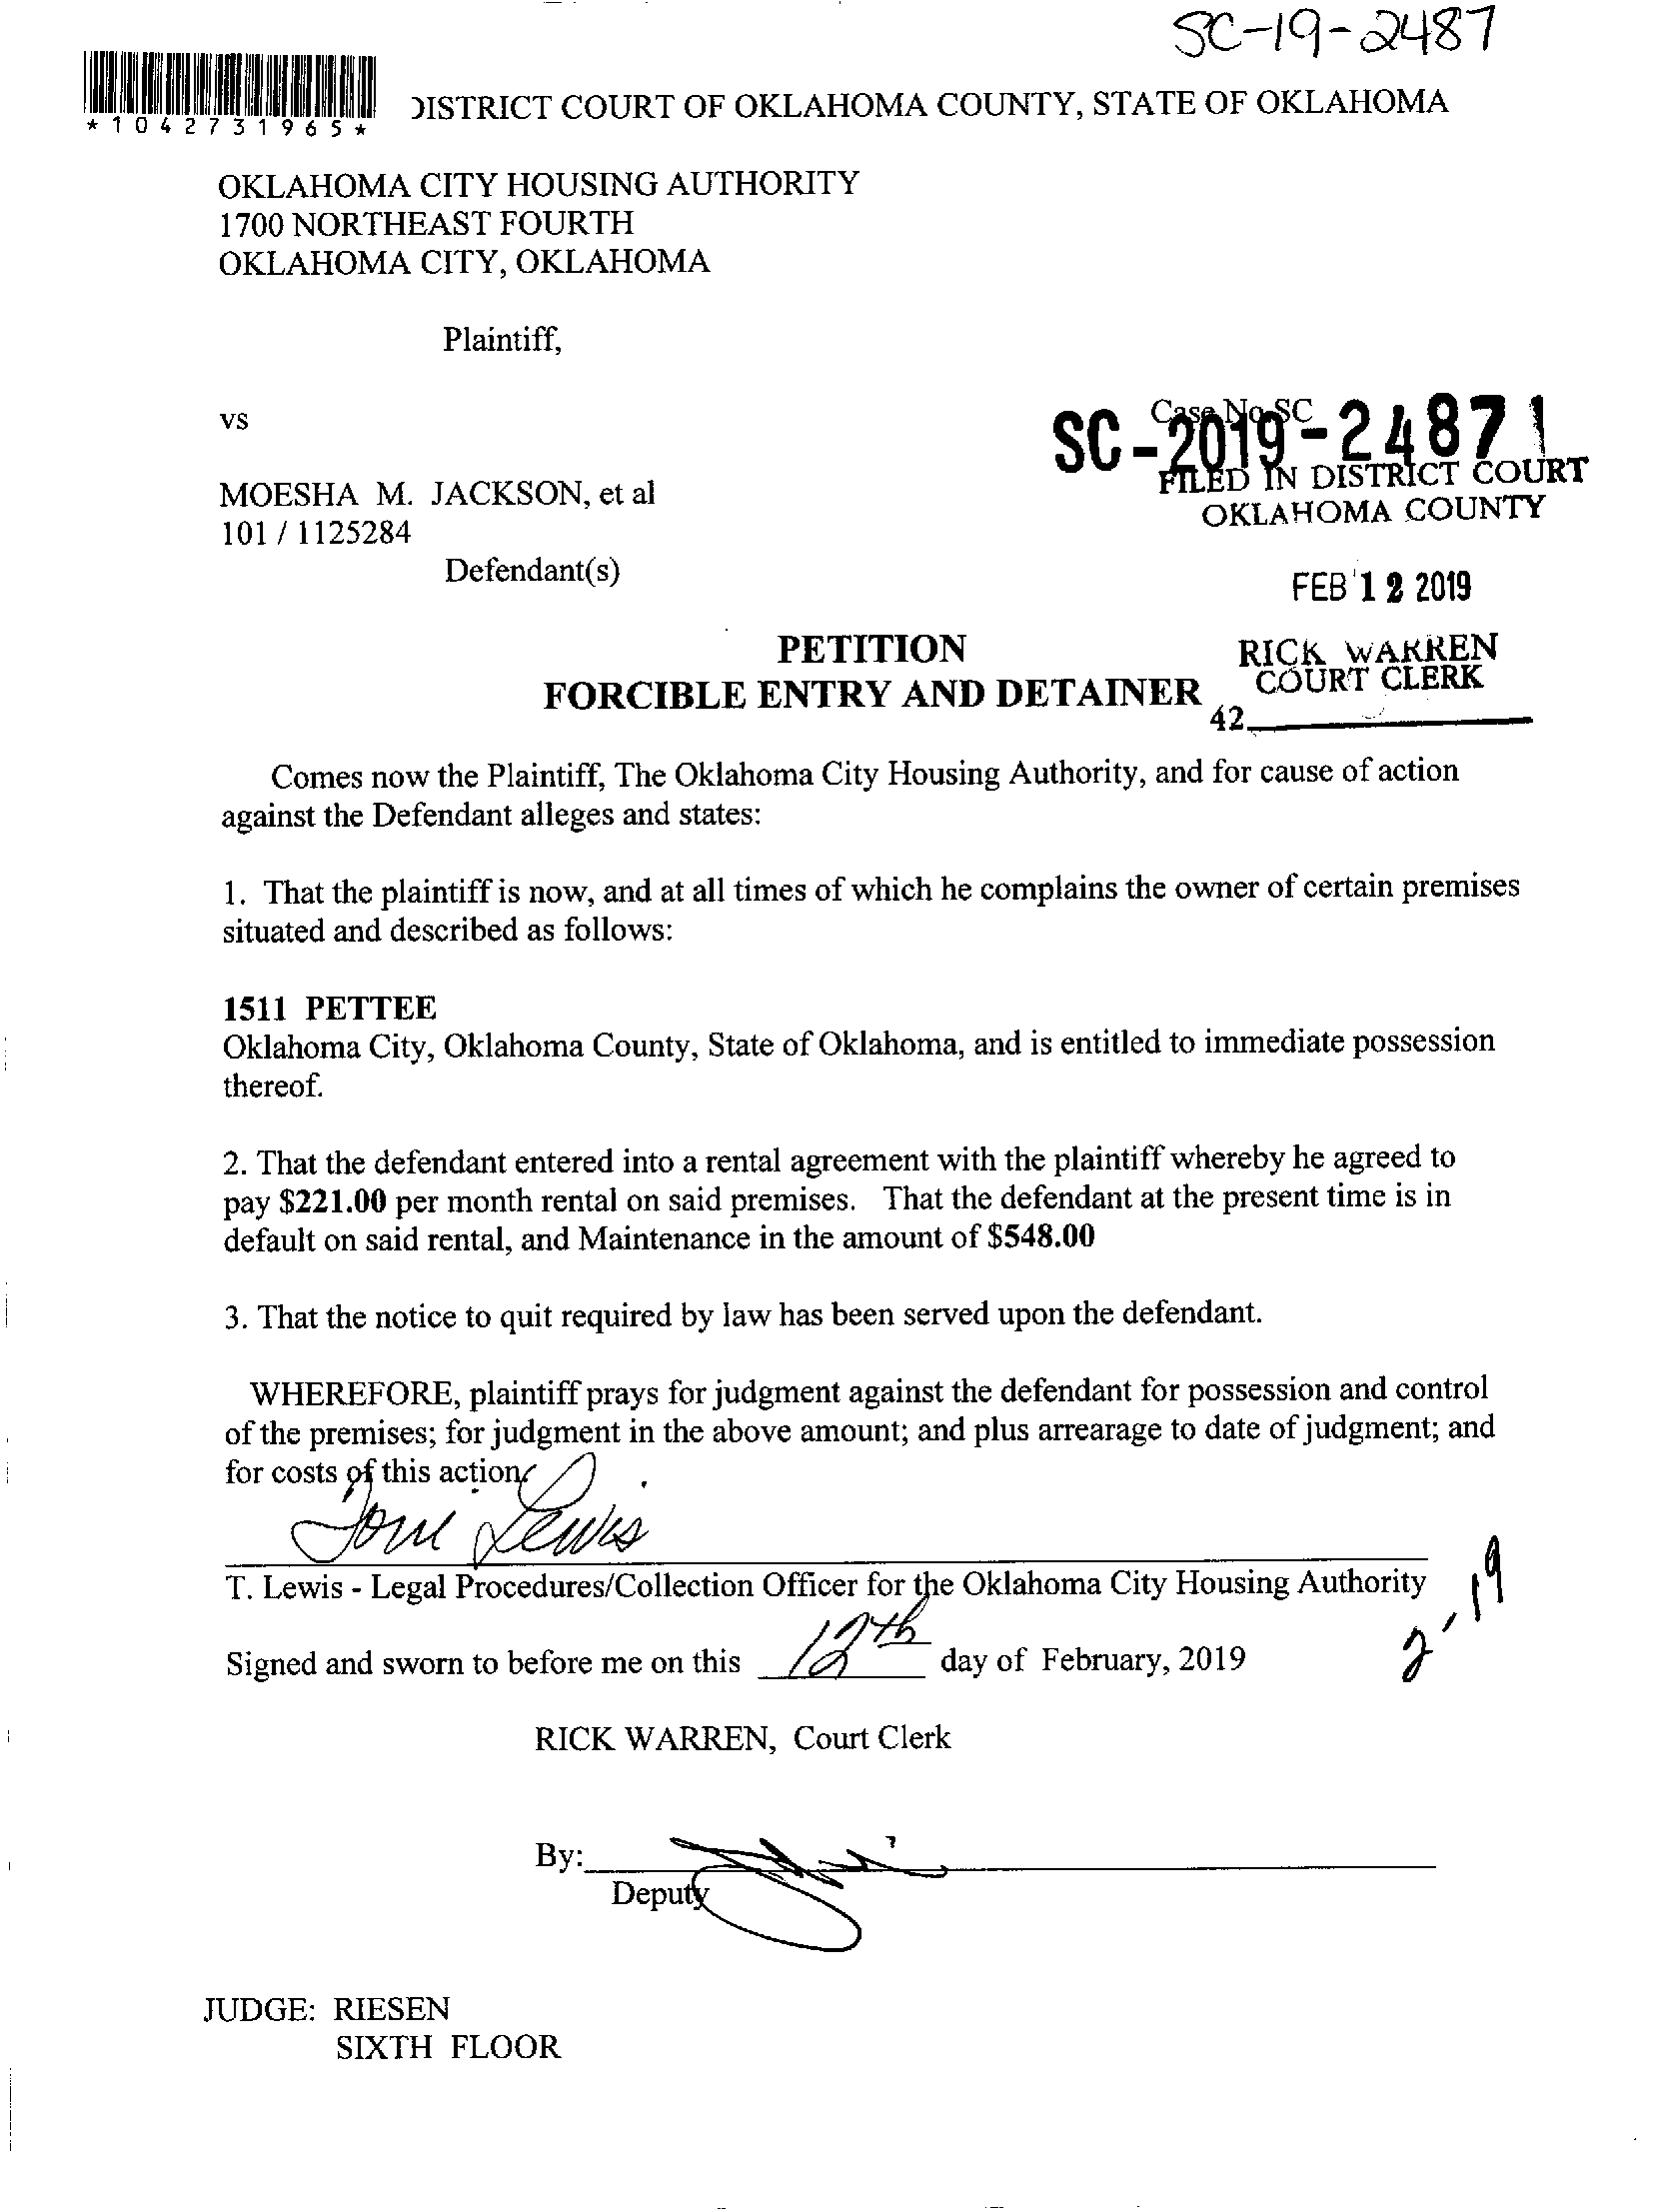 SC-19-2487
*1042731965*
DISTRICT COURT OF OKLAHOMA COUNTY, STATE OF OKLAHOMA
OKLAHOMA CITY HOUSING AUTHORITY
1700 NORTHEAST FOURTH
OKLAHOMA CITY, OKLAHOMA
Plaintiff,
vs
Case No SC
SC-2019-2487
FILED IN DISTRICT COURT
OKLAHOMA COUNTY
MOESHA M. JACKSON, et al
101 / 1125284
Defendant(s)
FEB 12 2019
PETITION
FORCIBLE ENTRY AND DETAINER
RICK WARREN
COURT CLERK
42
Comes now the Plaintiff, The Oklahoma City Housing Authority, and for cause of action
against the Defendant alleges and states:
1. That the plaintiff is now, and at all times of which he complains the owner of certain premises
situated and described as follows:
1511 PETTEE
Oklahoma City, Oklahoma County, State of Oklahoma, and is entitled to immediate possession
thereof.
2. That the defendant entered into a rental agreement with the plaintiff whereby he agreed to
pay $221.00 per month rental on said premises. That the defendant at the present time is in
default on said rental, and Maintenance in the amount of $548.00
3. That the notice to quit required by law has been served upon the defendant.
WHEREFORE, plaintiff prays for judgment against the defendant for possession and control
of the premises; for judgment in the above amount; and plus arrearage to date of judgment; and
for costs of this action.
Toni Lewis
T. Lewis - Legal Procedures/Collection Officer for the Oklahoma City Housing Authority
Signed and sworn to before me on this 12th day of February, 2019
2-19
RICK WARREN, Court Clerk
By:
Deputy
JUDGE: RIESEN
SIXTH FLOOR